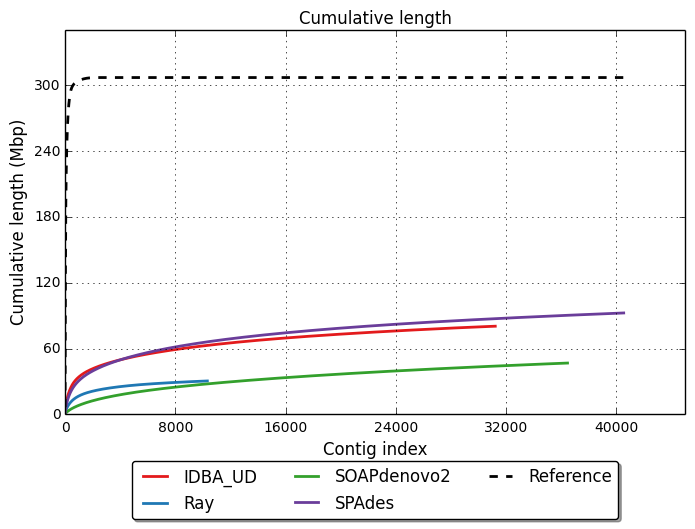 Cumulative length
Cumulative length (Mbp)
300
240
180
120
60
0
0 8000 16000 24000 32000 40000
Contig index
IDBA_UD SOAPdenovo2 Reference
Ray SPAdes